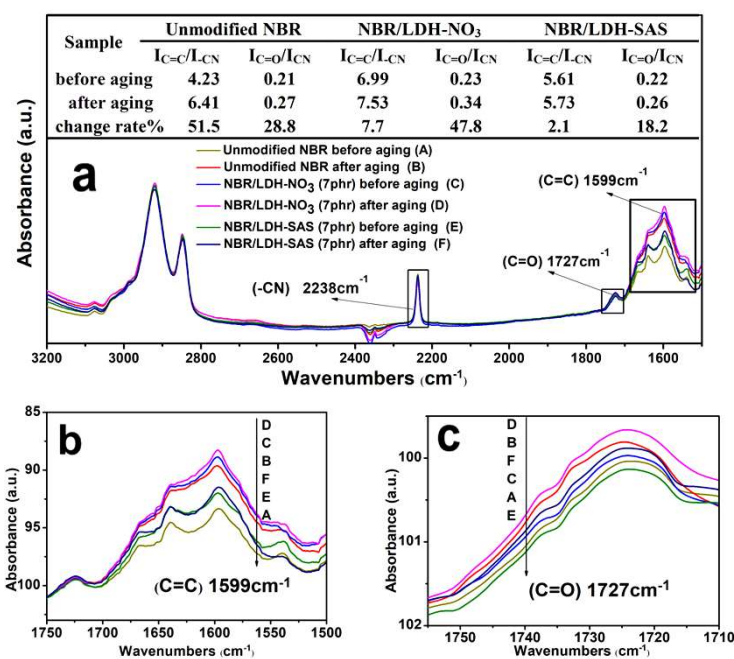 Sample Unmodified NBR NBR/LDH-NO3 NBR/LDH-SAS
IC=C/I-CN IC=O/ICN IC=C/I-CN IC=O/ICN IC=C/I-CN IC=O/ICN
before aging 4.23 0.21 6.99 0.23 5.61 0.22
after aging 6.41 0.27 7.53 0.34 5.73 0.26
change rate% 51.5 28.8 7.7 47.8 2.1 18.2
a
Unmodified NBR before aging (A)
Unmodified NBR after aging (B)
NBR/LDH-NO3 (7phr) before aging (C)
NBR/LDH-NO3 (7phr) after aging (D)
NBR/LDH-SAS (7phr) before aging (E)
NBR/LDH-SAS (7phr) after aging (F)
(C=C) 1599cm-1
(C=O) 1727cm-1
(-CN) 2238cm-1
Absorbance (a.u.)
3200 3000 2800 2600 2400 2200 2000 1800 1600
Wavenumbers (cm-1)
b
85
90
95
100
Absorbance (a.u.)
D
C
B
F
E
A
(C=C) 1599cm-1
1750 1700 1650 1600 1550 1500
Wavenumbers (cm-1)
c
100
101
102
Absorbance (a.u.)
D
B
F
C
A
E
(C=O) 1727cm-1
1750 1740 1730 1720 1710
Wavenumbers (cm-1)